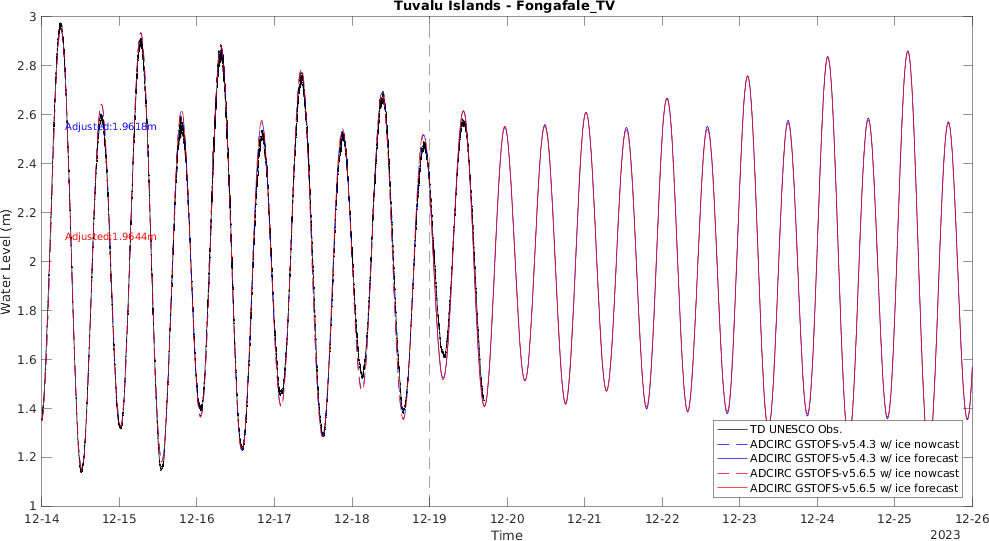 Tuvalu Islands - Fongafale_TV
3
2.8
2.6
2.4
2.2
2
1.8
1.6
1.4
1.2
1
Water Level (m)
Adjusted:1.9618m
Adjusted:1.9644m
TD UNESCO Obs.
ADCIRC GSTOFS-v5.4.3 w/ ice nowcast
ADCIRC GSTOFS-v5.4.3 w/ ice forecast
ADCIRC GSTOFS-v5.6.5 w/ ice nowcast
ADCIRC GSTOFS-v5.6.5 w/ ice forecast
12-14 12-15 12-16 12-17 12-18 12-19 12-20 12-21 12-22 12-23 12-24 12-25 12-26
Time
2023